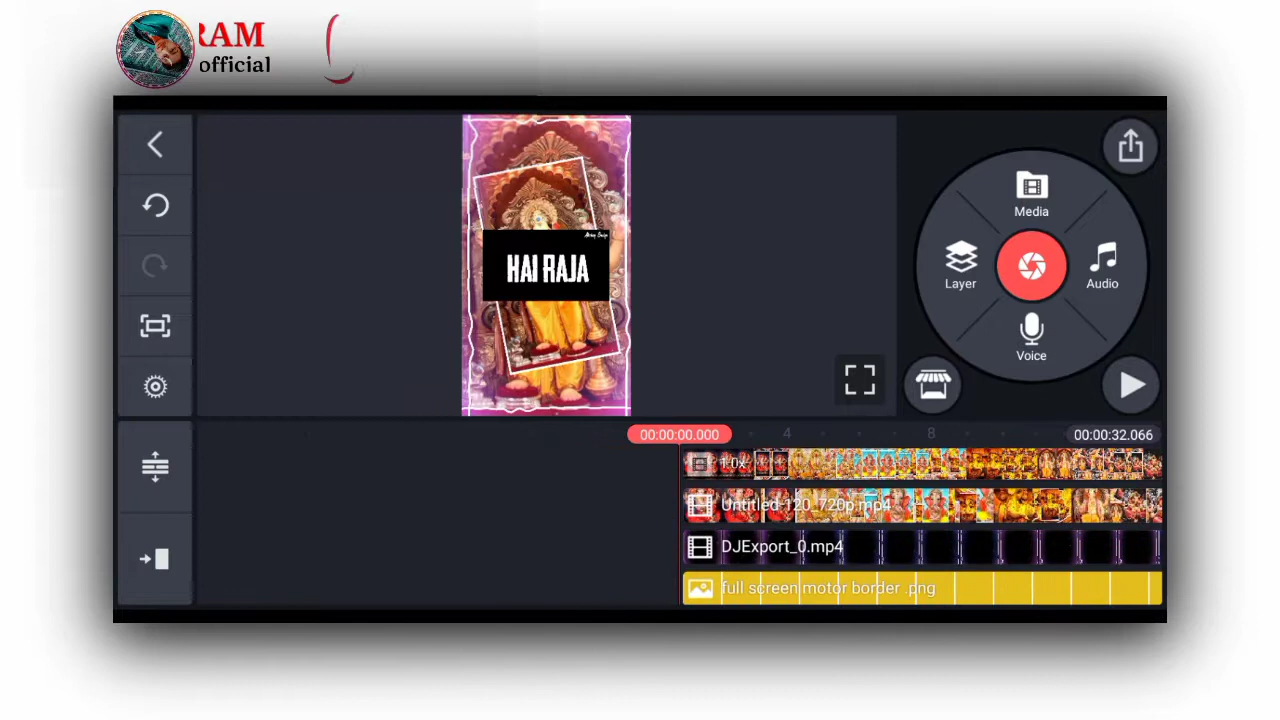 RAM
official
Media
Layer
Audio
Voice
HAI RAJA
00:00:00.000
4
8
00:00:32.066
1.0x
Untitled 120_720p.mp4
DJExport_0.mp4
full screen motor border .png